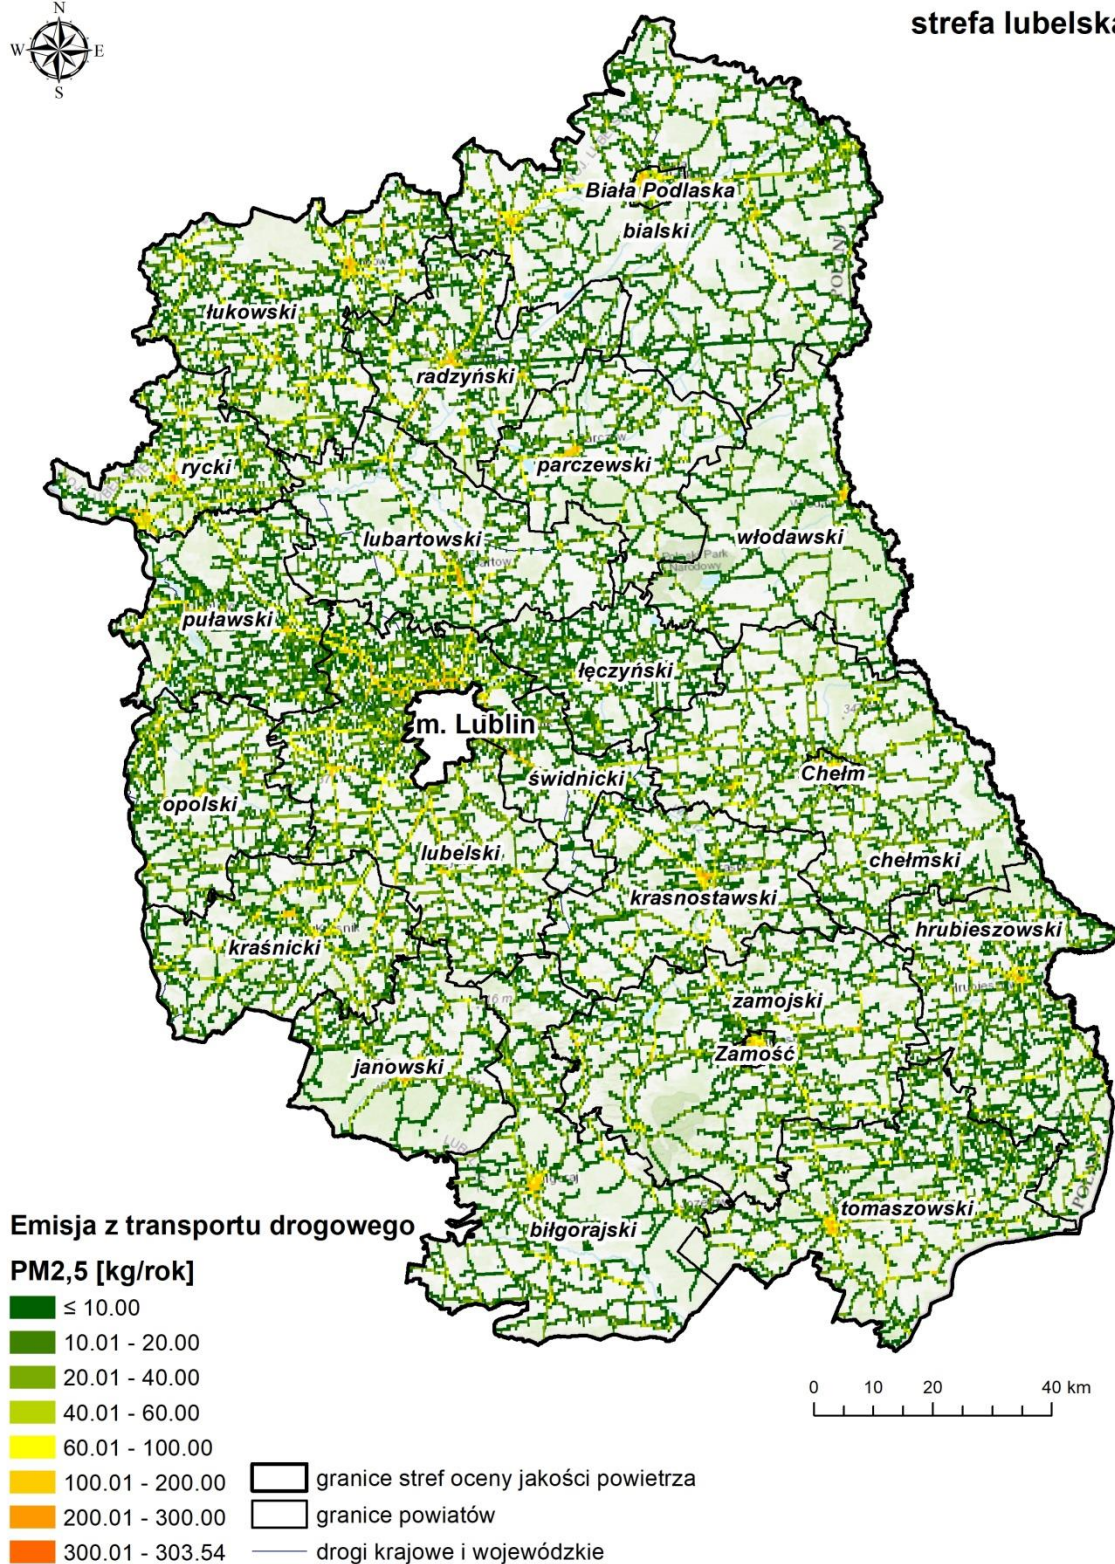 N
W E
S
strefa lubelska
Biała Podlaska
bialski
łukowski
radzyński
rycki
parczewski
lubartowski
włodawski
Poleski Park
Narodowy
puławski
łęczyński
m. Lublin
świdnicki
Chełm
opolski
lubelski
chełmski
krasnostawski
hrubieszowski
kraśnicki
zamojski
Zamość
janowski
tomaszowski
biłgorajski
Emisja z transportu drogowego
PM2,5 [kg/rok]
≤ 10.00
10.01 - 20.00
20.01 - 40.00
40.01 - 60.00
60.01 - 100.00
100.01 - 200.00
200.01 - 300.00
300.01 - 303.54
0 10 20 40 km
granice stref oceny jakości powietrza
granice powiatów
drogi krajowe i wojewódzkie